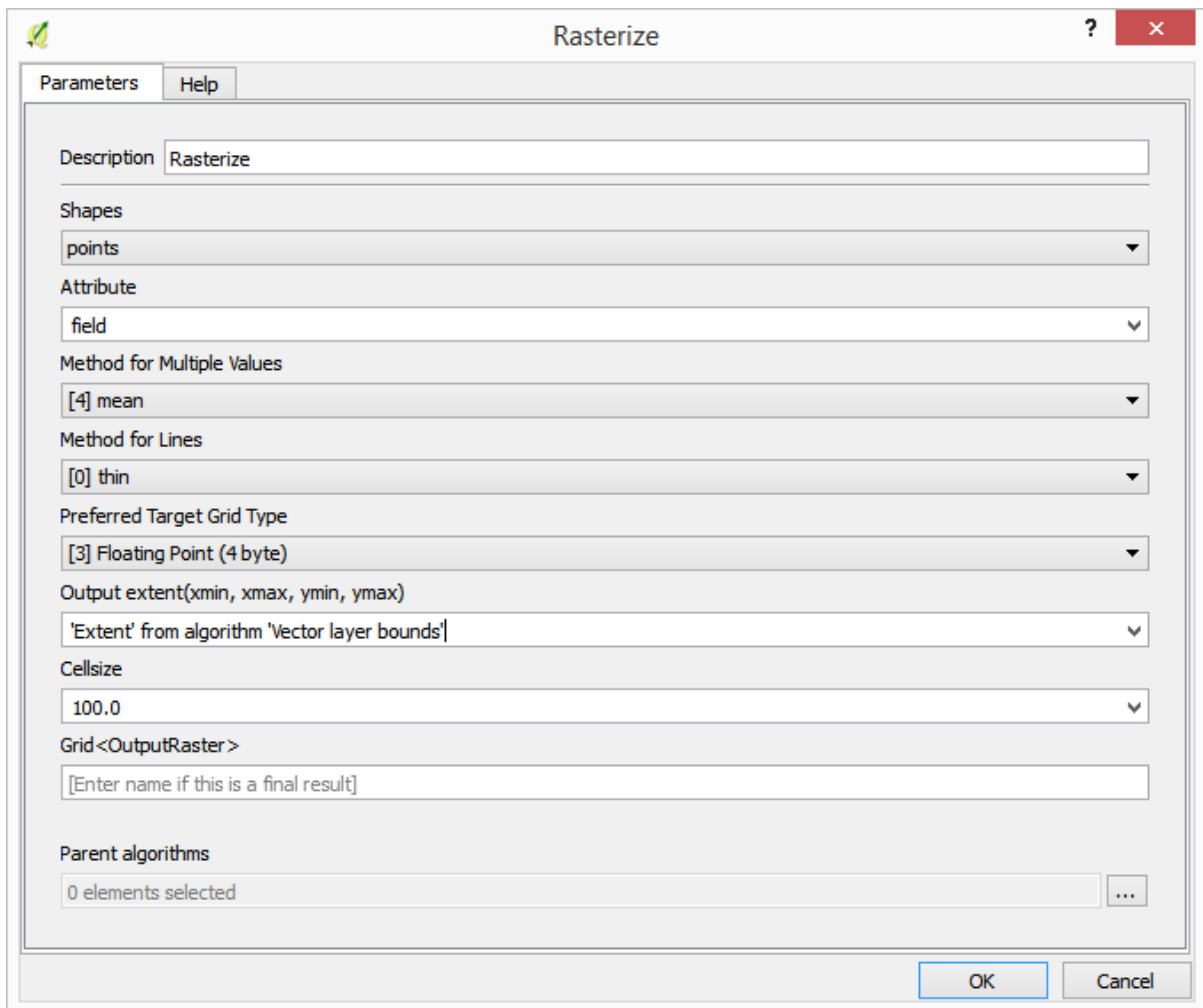 Rasterize
?
×
Parameters
Help
Description
Rasterize
Shapes
points
Attribute
field
Method for Multiple Values
[4] mean
Method for Lines
[0] thin
Preferred Target Grid Type
[3] Floating Point (4 byte)
Output extent(xmin, xmax, ymin, ymax)
'Extent' from algorithm 'Vector layer bounds'
Cellsize
100.0
Grid<OutputRaster>
[Enter name if this is a final result]
Parent algorithms
0 elements selected
...
OK
Cancel